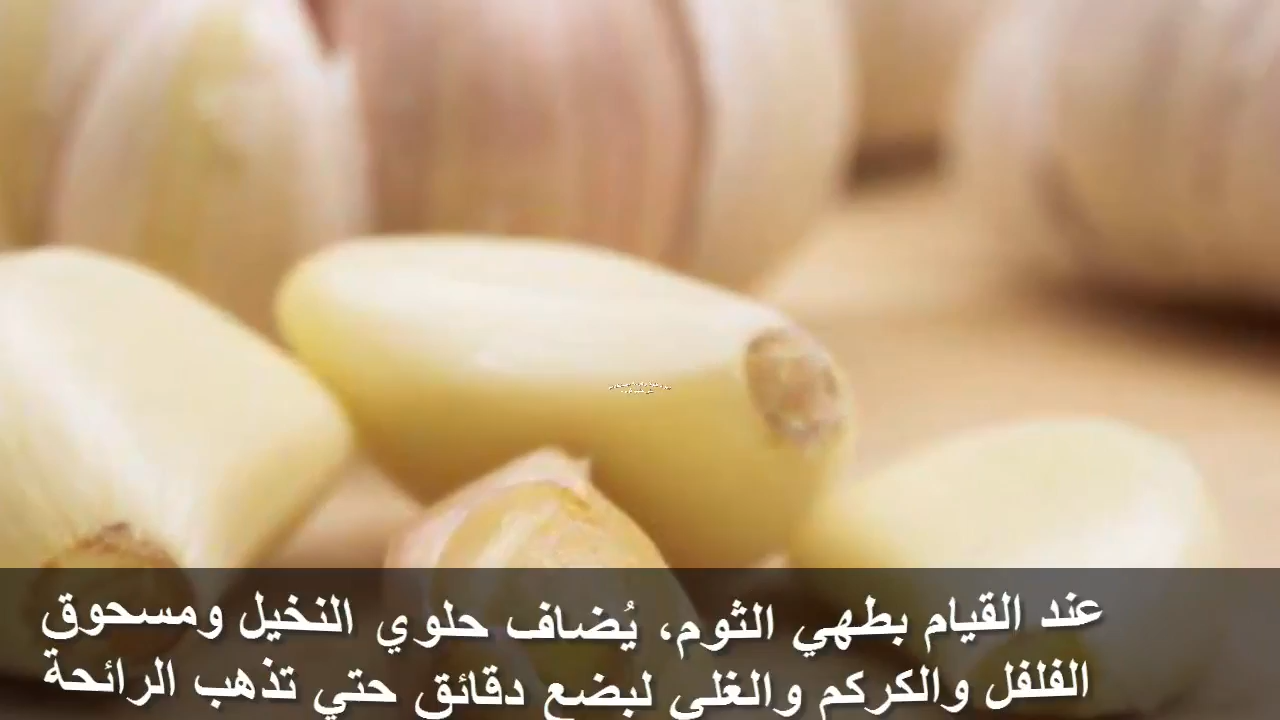 عند القيام بطهي الثوم، يُضاف حلوي النخيل ومسحوق
الفلفل والكركم والغلي لبضع دقائق حتي تذهب الرائحة